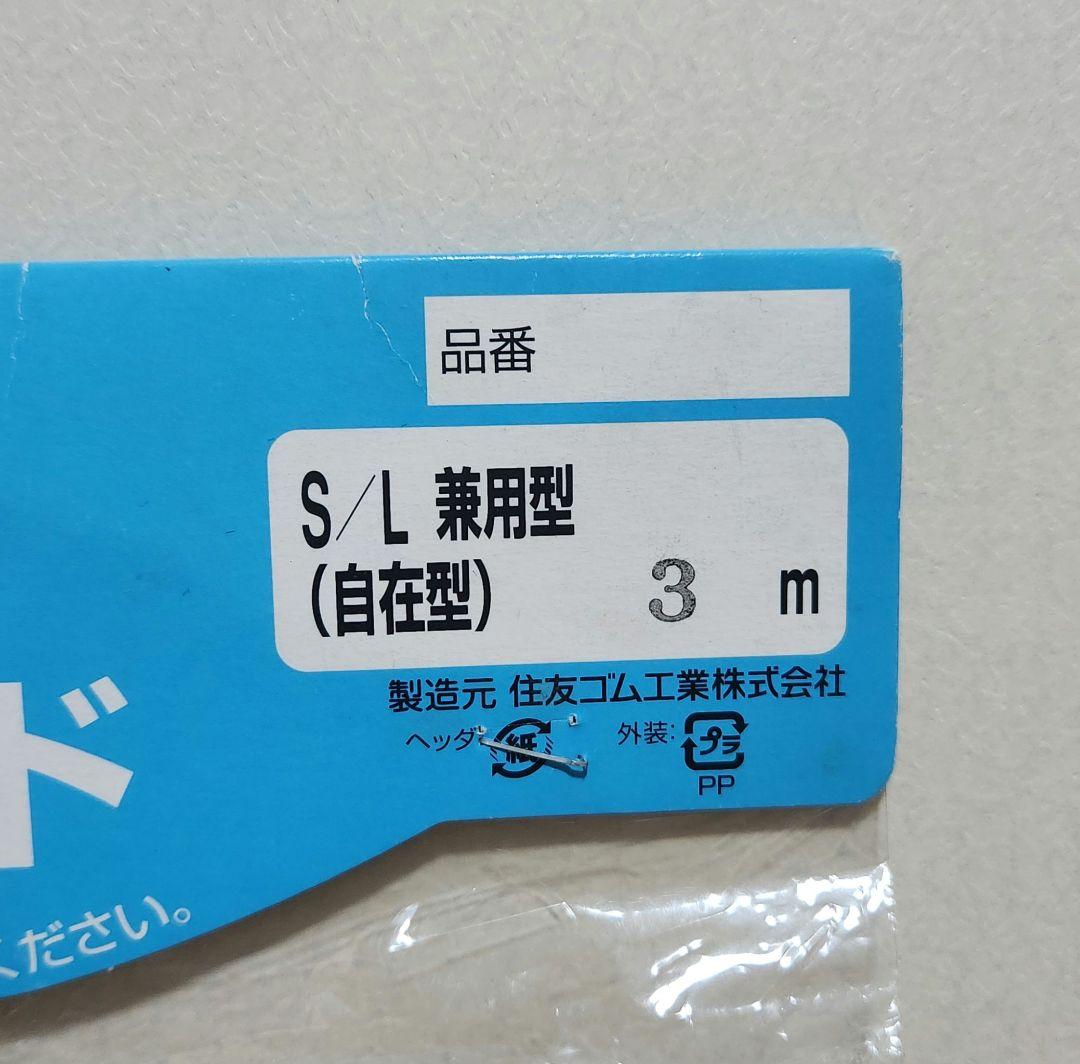 品番
S/L 兼用型
(自在型) 3 m
製造元 住友ゴム工業株式会社
ヘッダ 紙 外装: プラ
PP
ド
ください。